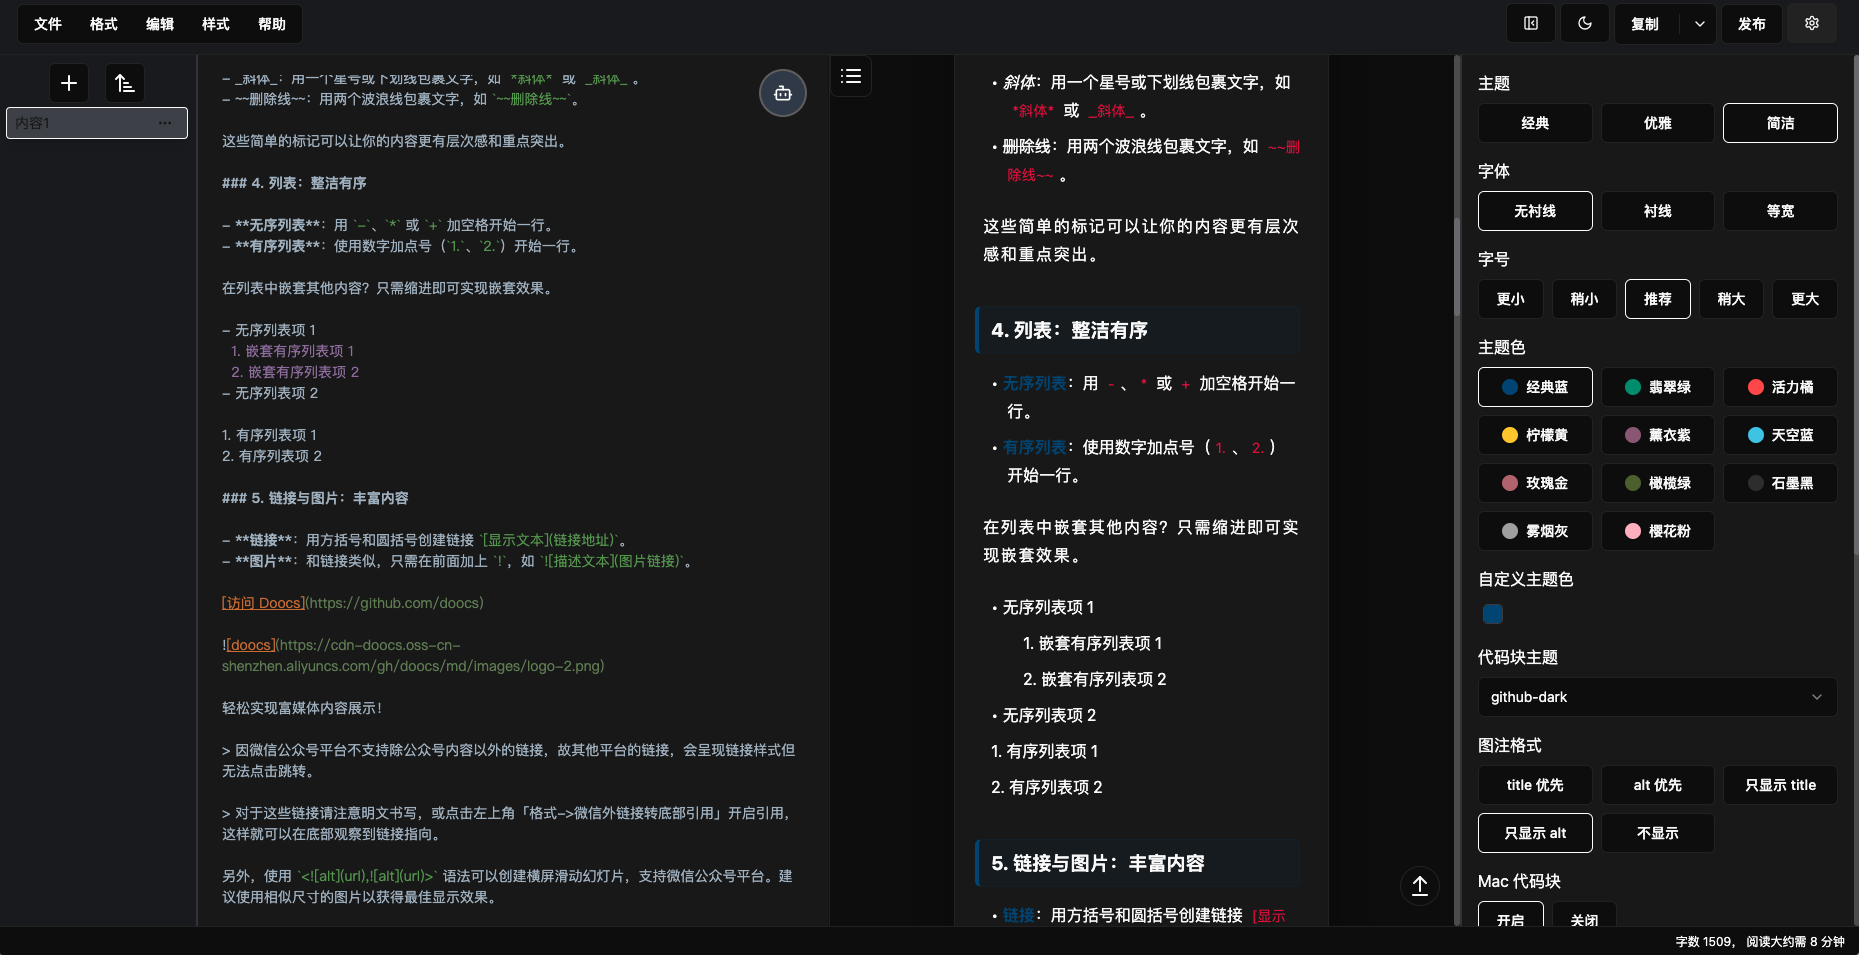 文件 格式 编辑 样式 帮助
复制
发布
内容1
- _斜体_：用一个星号或下划线包裹文字，如 `*斜体*` 或 `_斜体_`。
- ~~删除线~~：用两个波浪线包裹文字，如 `~~删除线~~`。
这些简单的标记可以让你的内容更有层次感和重点突出。
### 4. 列表：整洁有序
- **无序列表**：用 `-`、`*` 或 `+` 加空格开始一行。
- **有序列表**：使用数字加点号（`1.`、`2.`）开始一行。
在列表中嵌套其他内容？只需缩进即可实现嵌套效果。
- 无序列表项 1
1. 嵌套有序列表项 1
2. 嵌套有序列表项 2
- 无序列表项 2
1. 有序列表项 1
2. 有序列表项 2
### 5. 链接与图片：丰富内容
- **链接**：用方括号和圆括号创建链接 `[显示文本](链接地址)`。
- **图片**：和链接类似，只需在前面加上 `!`，如 `![描述文本](图片链接)`。
[访问 Doocs](https://github.com/doocs)
![doocs](https://cdn-doocs.oss-cn-
shenzhen.aliyuncs.com/gh/doocs/md/images/logo-2.png)
轻松实现富媒体内容展示！
> 因微信公众号平台不支持除公众号内容以外的链接，故其他平台的链接，会呈现链接样式但
无法点击跳转。
> 对于这些链接请注意明文书写，或点击左上角「格式->微信外链接转底部引用」开启引用，
这样就可以在底部观察到链接指向。
另外，使用 `<![alt](url),![alt](url)>` 语法可以创建横屏滑动幻灯片，支持微信公众号平台。建
议使用相似尺寸的图片以获得最佳显示效果。
• 斜体：用一个星号或下划线包裹文字，如
*斜体* 或 _斜体_ 。
• 删除线：用两个波浪线包裹文字，如 ~~删
除线~~ 。
这些简单的标记可以让你的内容更有层次
感和重点突出。
4. 列表：整洁有序
• 无序列表：用 - 、 * 或 + 加空格开始一
行。
• 有序列表：使用数字加点号（ 1. 、 2. ）
开始一行。
在列表中嵌套其他内容？只需缩进即可实
现嵌套效果。
• 无序列表项 1
1. 嵌套有序列表项 1
2. 嵌套有序列表项 2
• 无序列表项 2
1. 有序列表项 1
2. 有序列表项 2
5. 链接与图片：丰富内容
• 链接：用方括号和圆括号创建链接 [显示
主题
经典 优雅 简洁
字体
无衬线 衬线 等宽
字号
更小 稍小 推荐 稍大 更大
主题色
经典蓝 翡翠绿 活力橘
柠檬黄 薰衣紫 天空蓝
玫瑰金 橄榄绿 石墨黑
雾烟灰 樱花粉
自定义主题色
代码块主题
github-dark
图注格式
title 优先 alt 优先 只显示 title
只显示 alt 不显示
Mac 代码块
开启 关闭
字数 1509， 阅读大约需 8 分钟